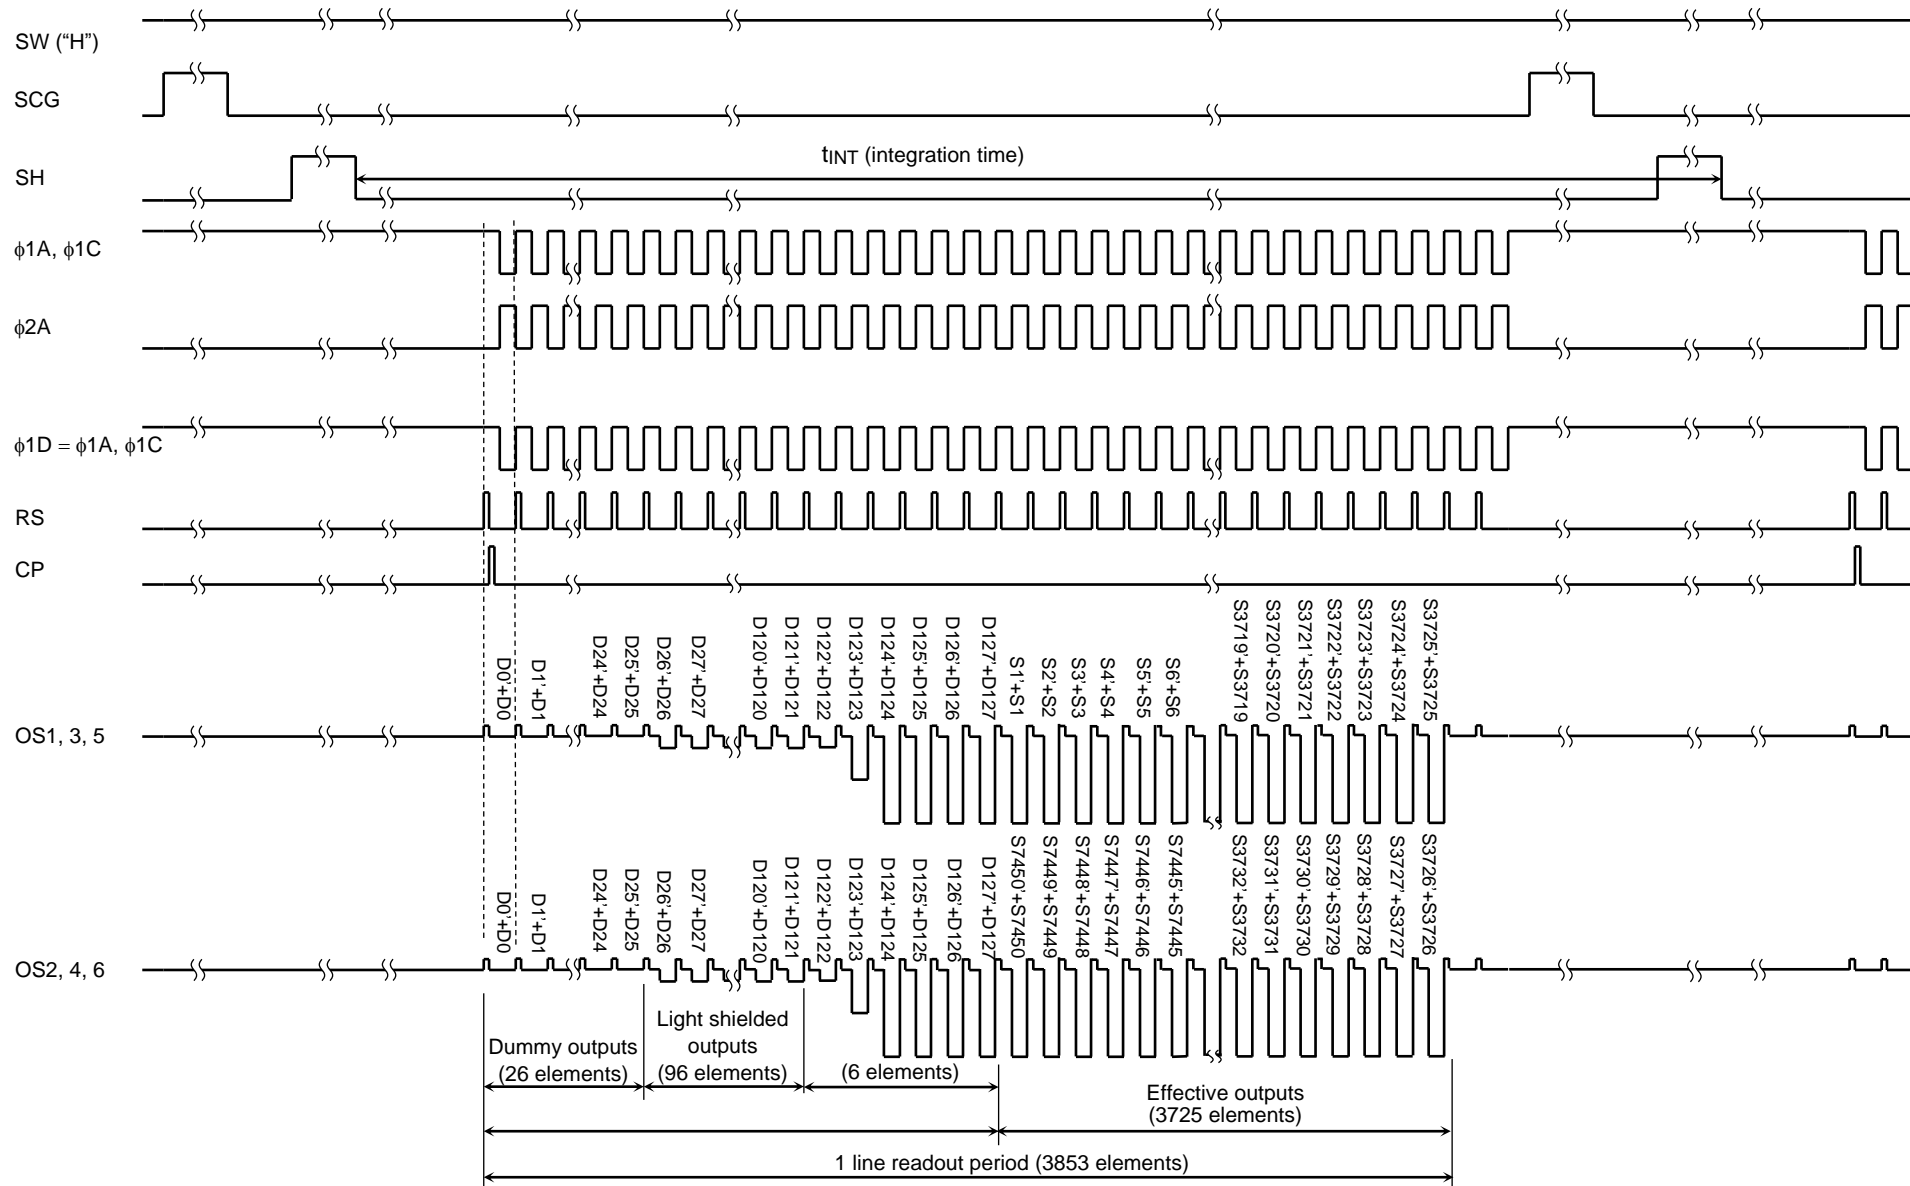 SW (“H”)
SCG
tINT (integration time)
SH
ϕ1A, ϕ1C
ϕ2A
ϕ1D = ϕ1A, ϕ1C
RS
CP
D0’+D0
D1’+D1
D24’+D24
D25’+D25
D26’+D26
D27’+D27
D120’+D120
D121’+D121
D122’+D122
D123’+D123
D124’+D124
D125’+D125
D126’+D126
D127’+D127
S1’+S1
S2’+S2
S3’+S3
S4’+S4
S5’+S5
S6’+S6
S3719’+S3719
S3720’+S3720
S3721’+S3721
S3722’+S3722
S3723’+S3723
S3724’+S3724
S3725’+S3725
OS1, 3, 5
D0’+D0
D1’+D1
D24’+D24
D25’+D25
D26’+D26
D27’+D27
D120’+D120
D121’+D121
D122’+D122
D123’+D123
D124’+D124
D125’+D125
D126’+D126
D127’+D127
S7450’+S7450
S7449’+S7449
S7448’+S7448
S7447’+S7447
S7446’+S7446
S7445’+S7445
S3732’+S3732
S3731’+S3731
S3730’+S3730
S3729’+S3729
S3728’+S3728
S3727’+S3727
S3726’+S3726
OS2, 4, 6
Dummy outputs
(26 elements)
Light shielded
outputs
(96 elements)
(6 elements)
Effective outputs
(3725 elements)
1 line readout period (3853 elements)